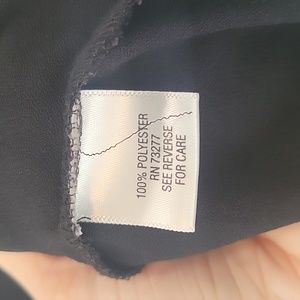 100% POLYESTER
RN 73277
SEE REVERSE
FOR CARE